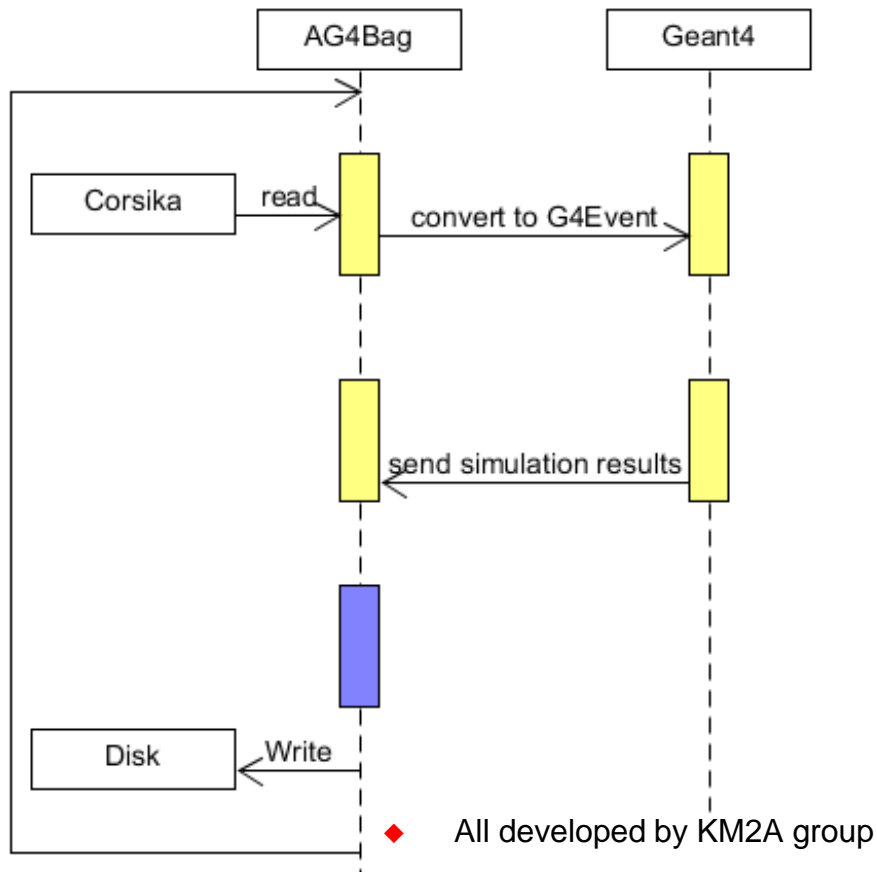 AG4Bag
Geant4
Corsika
read
convert to G4Event
send simulation results
Disk
Write
All developed by KM2A group